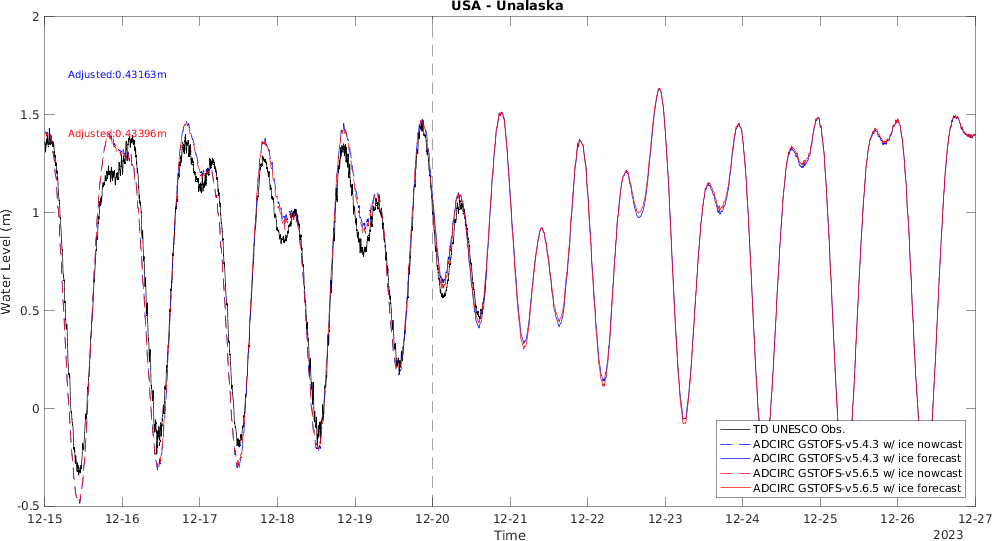 USA - Unalaska
2
1.5
1
0.5
0
-0.5
Water Level (m)
Adjusted:0.43163m
Adjusted:0.43396m
TD UNESCO Obs.
ADCIRC GSTOFS-v5.4.3 w/ ice nowcast
ADCIRC GSTOFS-v5.4.3 w/ ice forecast
ADCIRC GSTOFS-v5.6.5 w/ ice nowcast
ADCIRC GSTOFS-v5.6.5 w/ ice forecast
12-15 12-16 12-17 12-18 12-19 12-20 12-21 12-22 12-23 12-24 12-25 12-26 12-27
Time
2023